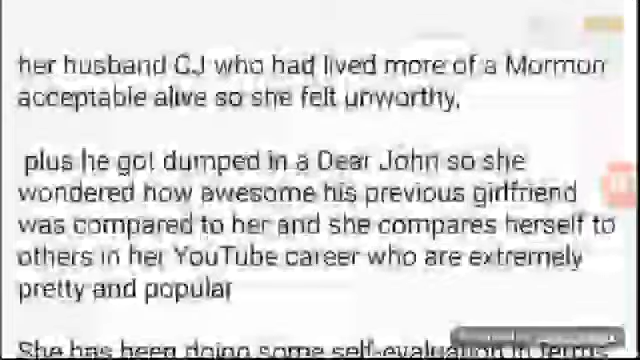 her husband CJ who had lived more of a Mormon
acceptable alive so she felt unworthy.
plus he got dumped in a Dear John so she
wondered how awesome his previous girlfriend
was compared to her and she compares herself to
others in her YouTube career who are extremely
pretty and popular
She has been doing some self-evaluation in terms